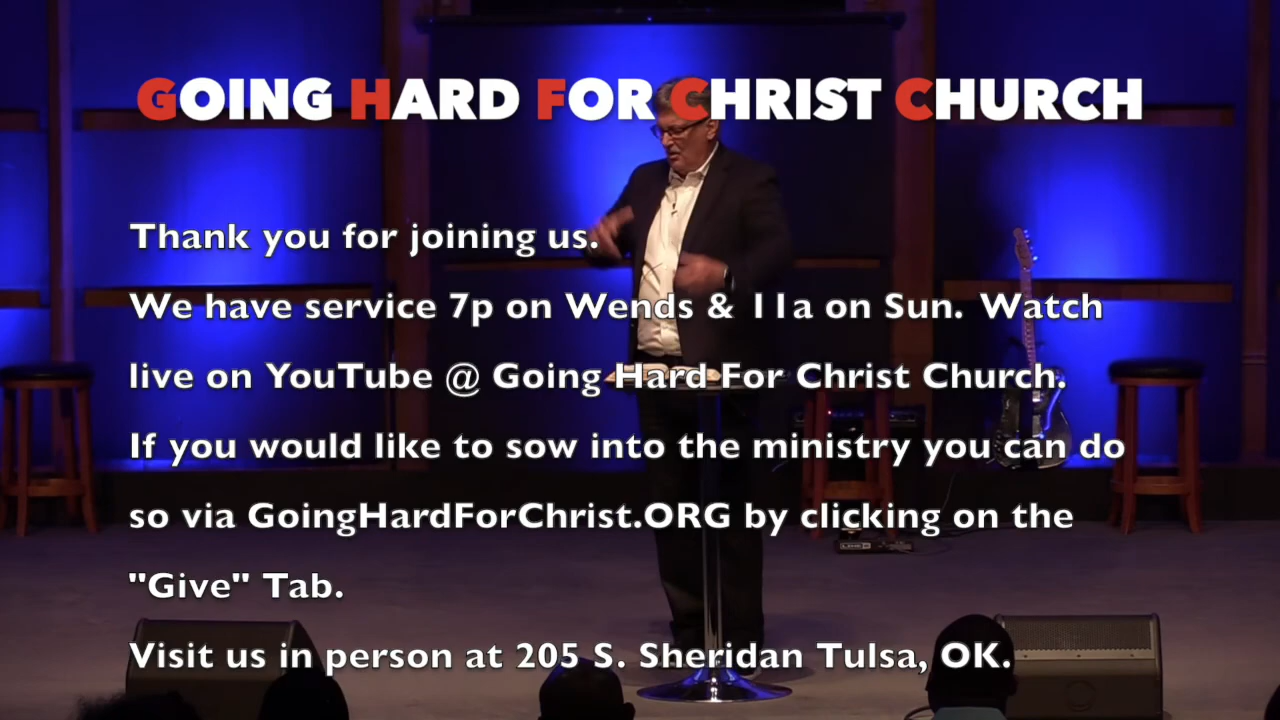 GOING HARD FOR CHRIST CHURCH
Thank you for joining us.
We have service 7p on Wends & 11a on Sun. Watch
live on YouTube @ Going Hard For Christ Church.
If you would like to sow into the ministry you can do
so via GoingHardForChrist.ORG by clicking on the
"Give" Tab.
Visit us in person at 205 S. Sheridan Tulsa, OK.